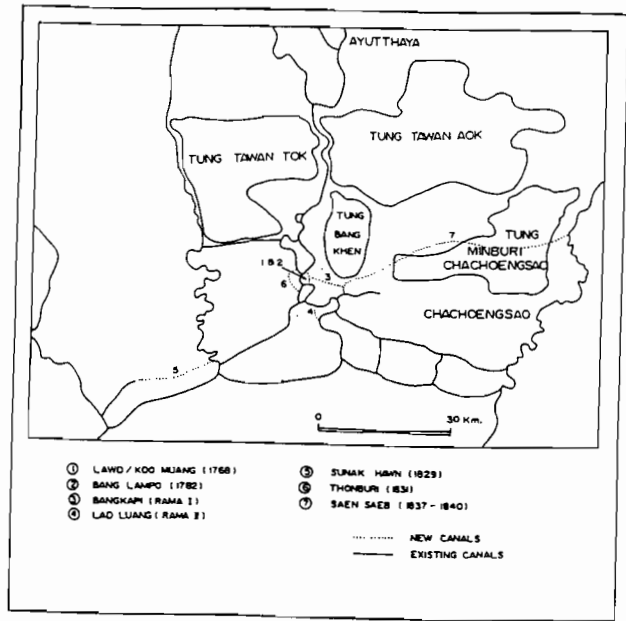 AYUTTHAYA
TUNG TAWAN AOK
TUNG TAWAN TOK
TUNG
BANG
KHEN
7
TUNG
MINBURI
CHACHOENGSAO
1 & 2
3
6
4
CHACHOENGSAO
5
0 30 Km.
① LAWD / KOO MUANG (1768)
② BANG LAMPO (1782)
③ BANGKAPI (RAMA I)
④ LAD LUANG (RAMA II)
⑤ SUNAK HAWN (1829)
⑥ THONBURI (1831)
⑦ SAEN SAEB (1837 - 1840)
NEW CANALS
EXISTING CANALS